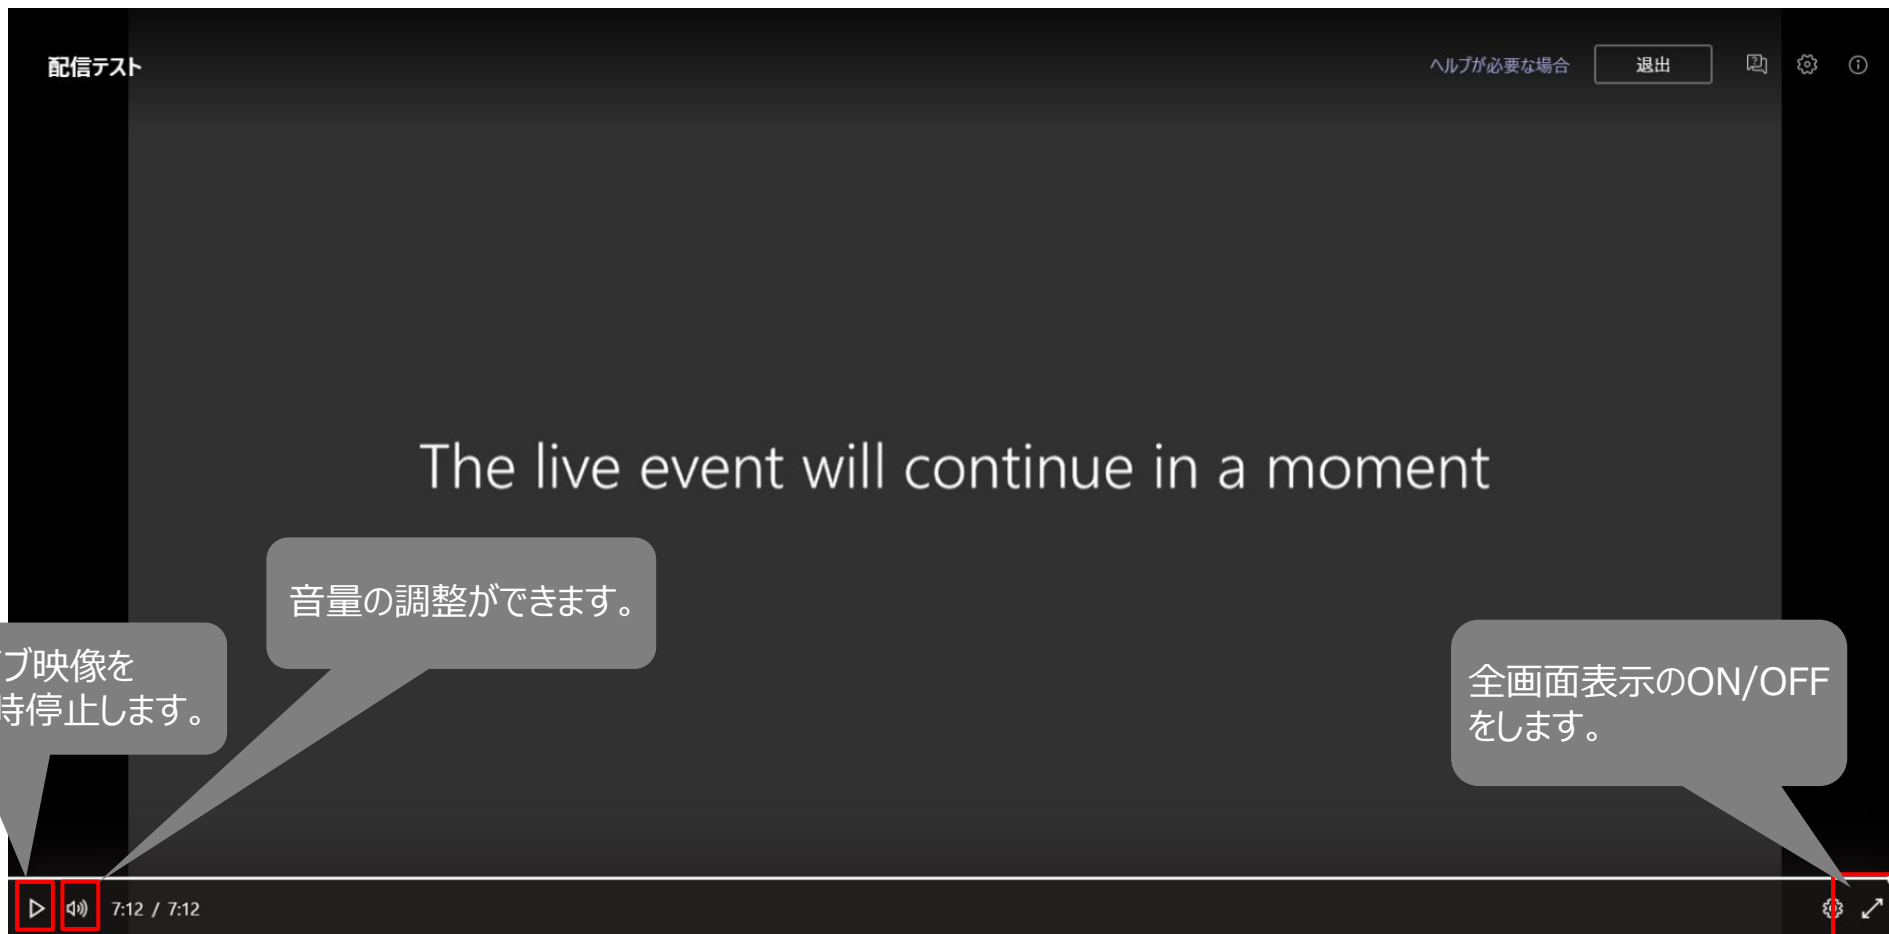 配信テスト
ヘルプが必要な場合
退出
The live event will continue in a moment
音量の調整ができます。
ブ映像を
時停止します。
全画面表示のON/OFF
をします。
7:12 / 7:12